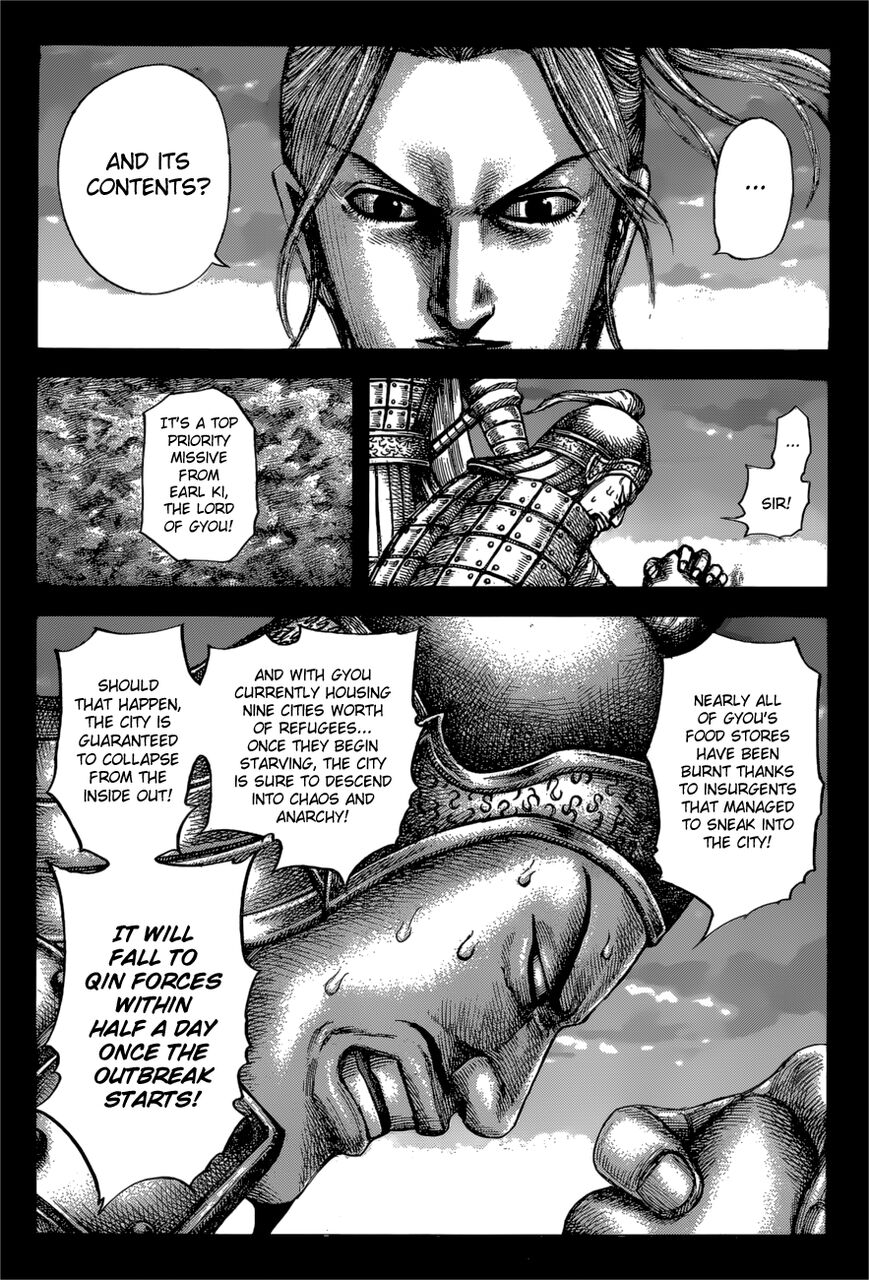 ...
AND ITS
CONTENTS?
...
SIR!
IT'S A TOP
PRIORITY
MISSIVE
FROM
EARL KI,
THE LORD
OF GYOU!
NEARLY ALL
OF GYOU'S
FOOD STORES
HAVE BEEN
BURNT THANKS
TO INSURGENTS
THAT MANAGED
TO SNEAK INTO
THE CITY!
AND WITH GYOU
CURRENTLY HOUSING
NINE CITIES WORTH
OF REFUGEES...
ONCE THEY BEGIN
STARVING, THE CITY
IS SURE TO DESCEND
INTO CHAOS AND
ANARCHY!
SHOULD
THAT HAPPEN,
THE CITY IS
GUARANTEED
TO COLLAPSE
FROM THE
INSIDE OUT!
IT WILL
FALL TO
QIN FORCES
WITHIN
HALF A DAY
ONCE THE
OUTBREAK
STARTS!